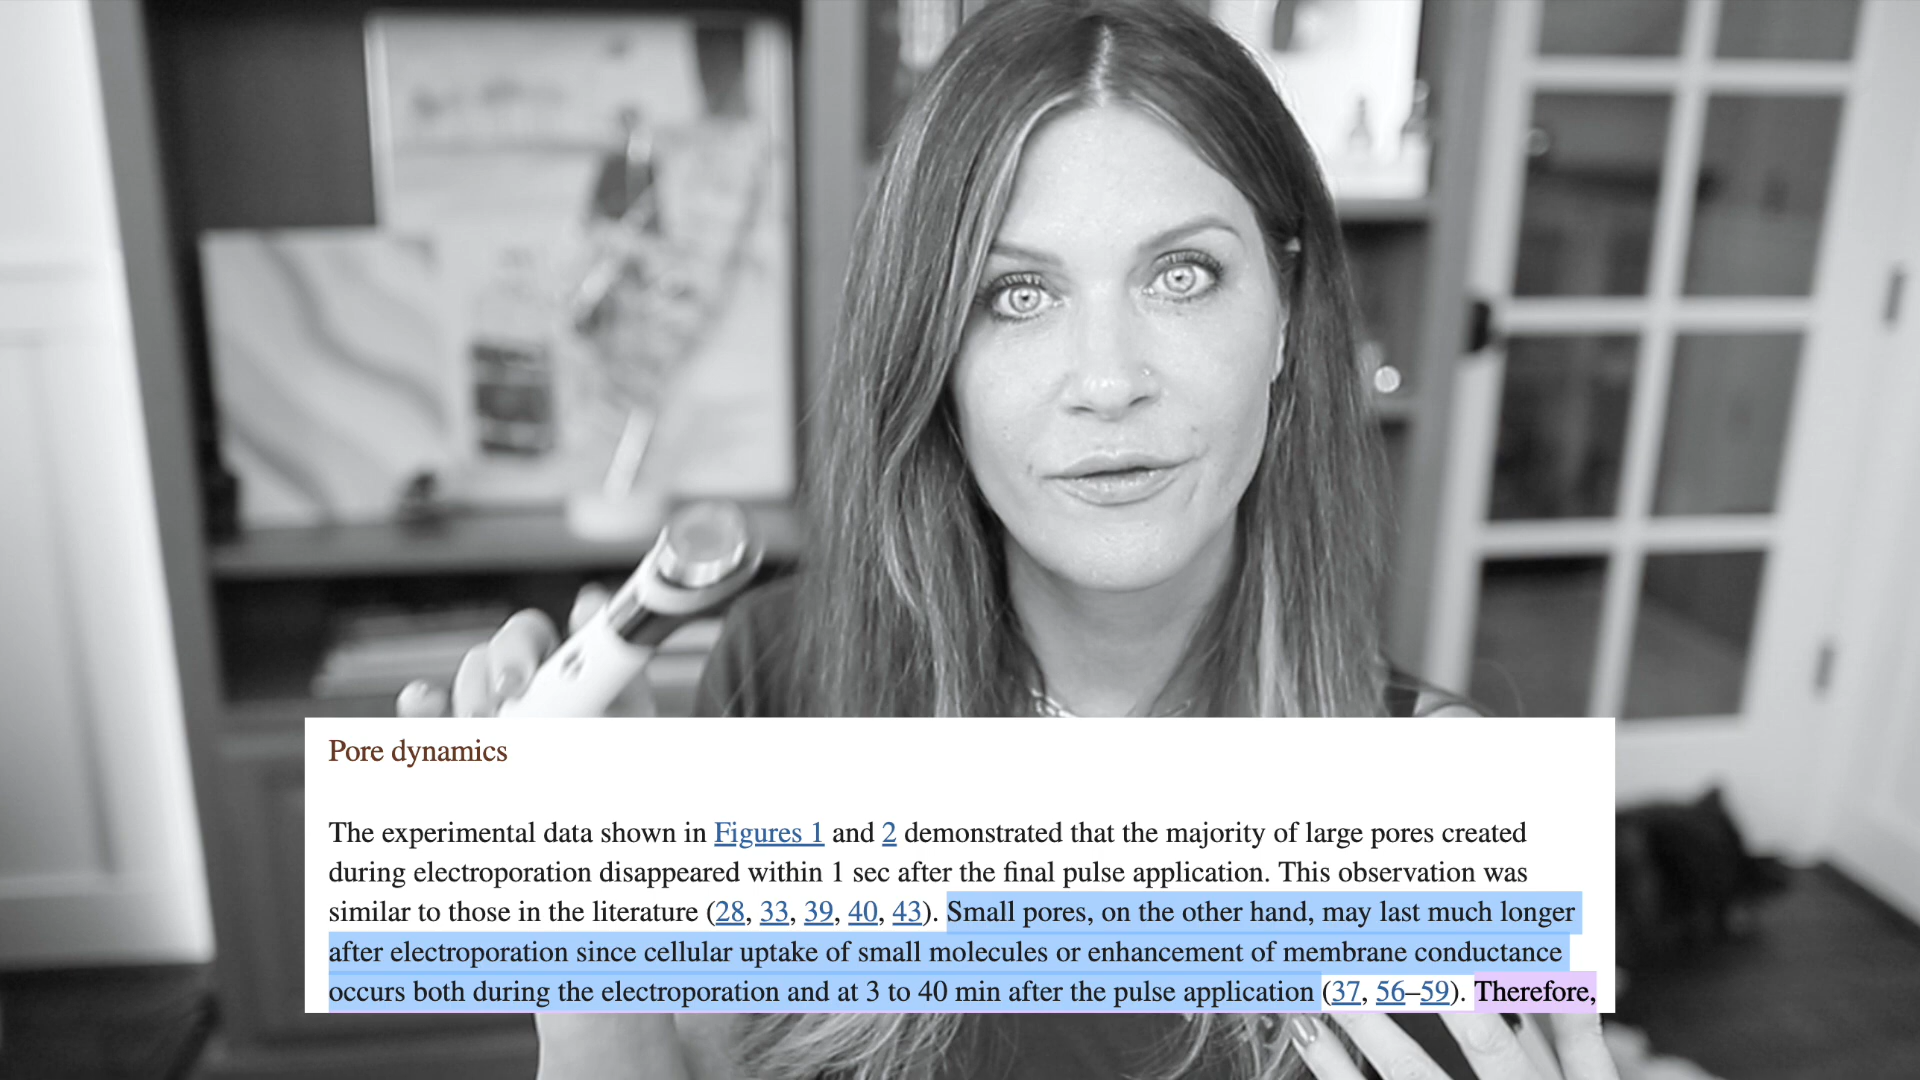 Pore dynamics
The experimental data shown in Figures 1 and 2 demonstrated that the majority of large pores created
during electroporation disappeared within 1 sec after the final pulse application. This observation was
similar to those in the literature (28, 33, 39, 40, 43). Small pores, on the other hand, may last much longer
after electroporation since cellular uptake of small molecules or enhancement of membrane conductance
occurs both during the electroporation and at 3 to 40 min after the pulse application (37, 56–59). Therefore,